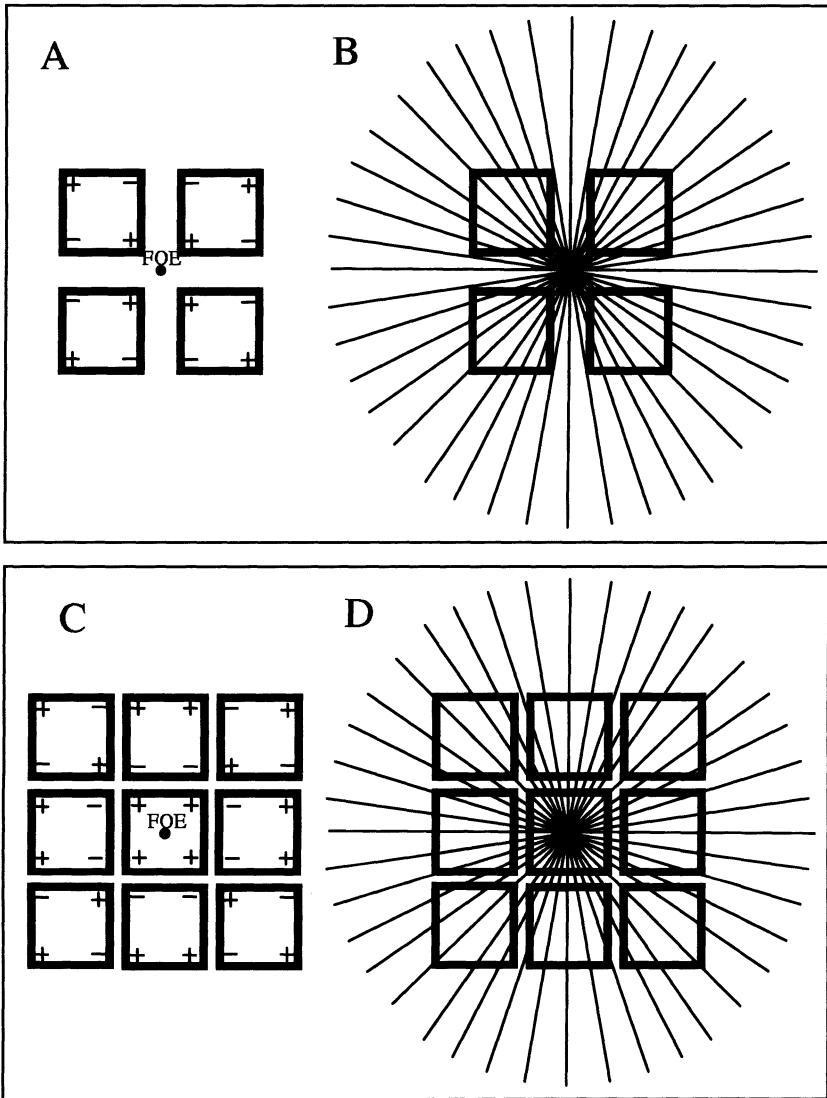 A
B
+ − − +
− + + −
FOE
− + + −
+ − − +
C
D
+ − + + − +
− + − − + −
+ − + + − +
FOE
+ − + + − +
− + − − + −
− + + + − +